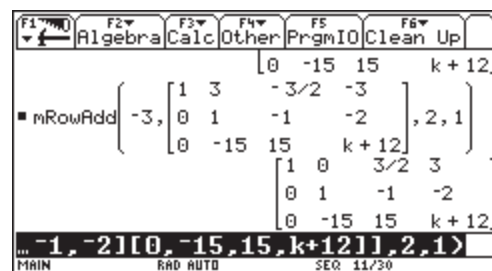 F1 F2 F3 F4 F5 F6
Algebra Calc Other PrgmIO Clean Up
[0 -15 15 k + 12]
▪ mRowAdd(-3, [1 3 -3/2 -3
0 1 -1 -2
0 -15 15 k + 12], 2, 1)
[1 0 3/2 3
0 1 -1 -2
0 -15 15 k + 12]
…-1,-2][0,-15,15,k+12]],2,1)
MAIN RAD AUTO SEQ 11/30